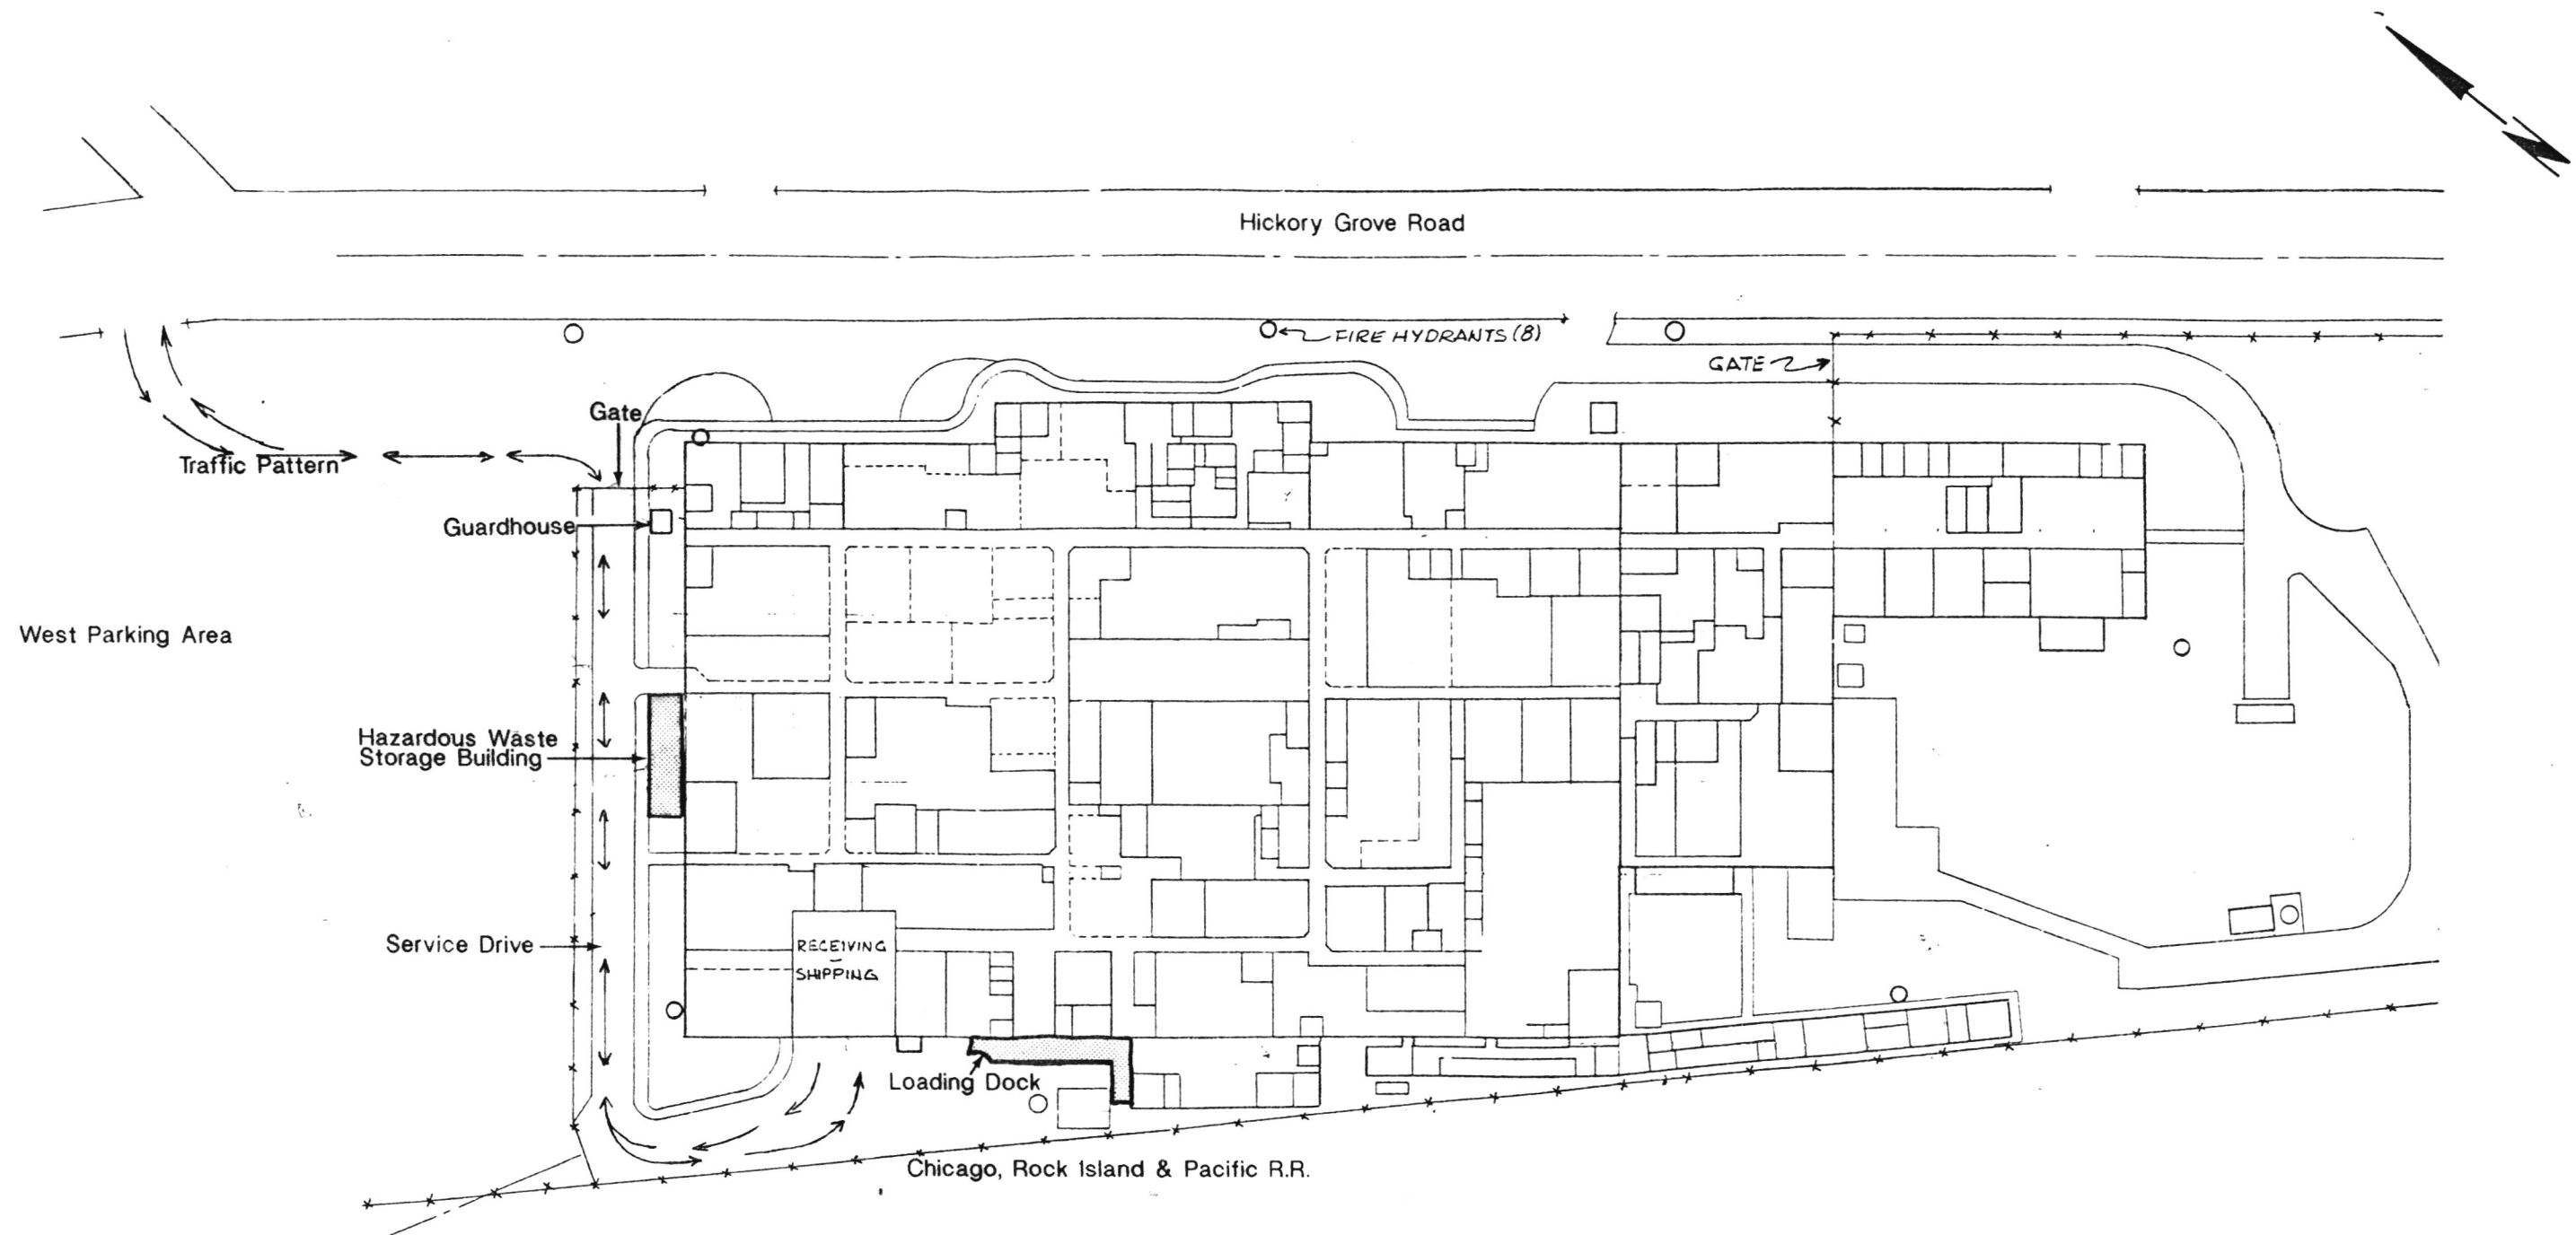 N
Hickory Grove Road
FIRE HYDRANTS (8)
GATE
Gate
Traffic Pattern
Guardhouse
West Parking Area
Hazardous Waste
Storage Building
Service Drive
RECEIVING
-
SHIPPING
Loading Dock
Chicago, Rock Island & Pacific R.R.